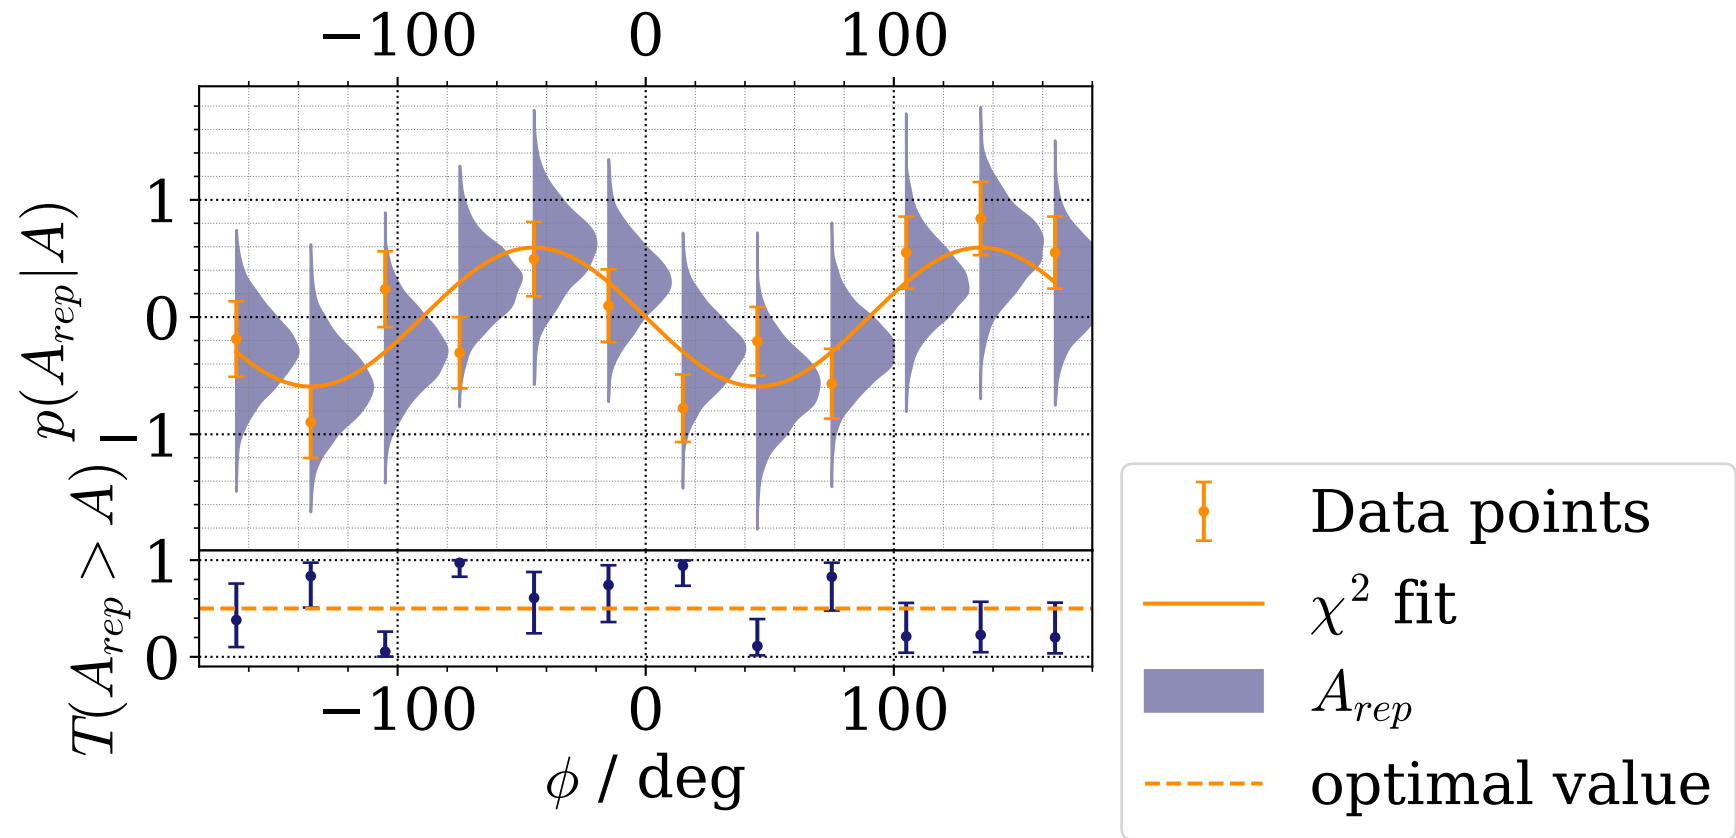 −100 0 100
p(A_rep|A)
1
0
−1
T(A_rep > A)
1
0
−100 0 100
ϕ / deg
Data points
χ² fit
A_rep
optimal value